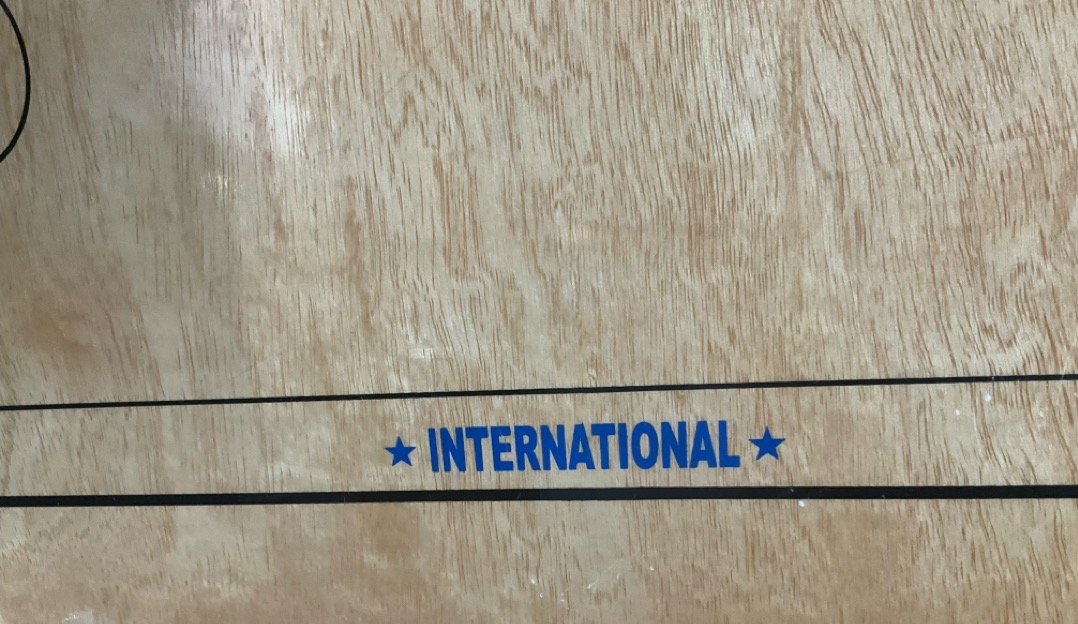 ★ INTERNATIONAL ★